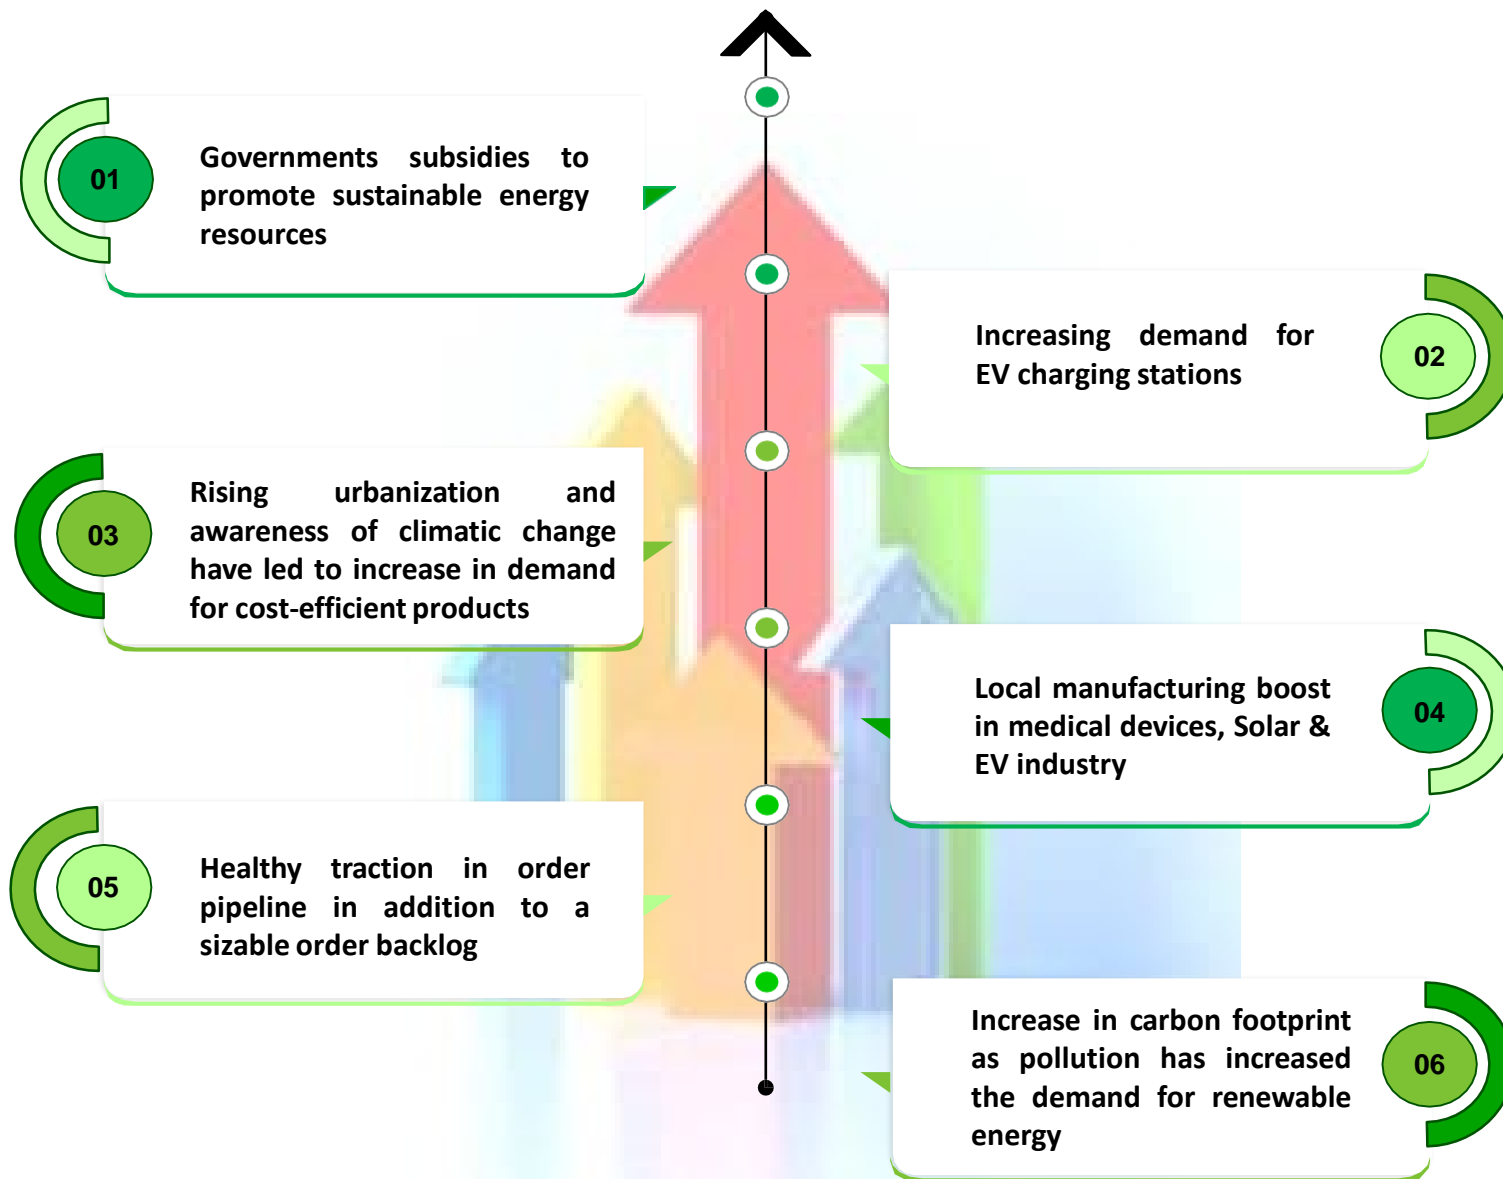 01
Governments subsidies to
promote sustainable energy
resources
02
Increasing demand for
EV charging stations
03
Rising urbanization and
awareness of climatic change
have led to increase in demand
for cost-efficient products
04
Local manufacturing boost
in medical devices, Solar &
EV industry
05
Healthy traction in order
pipeline in addition to a
sizable order backlog
06
Increase in carbon footprint
as pollution has increased
the demand for renewable
energy